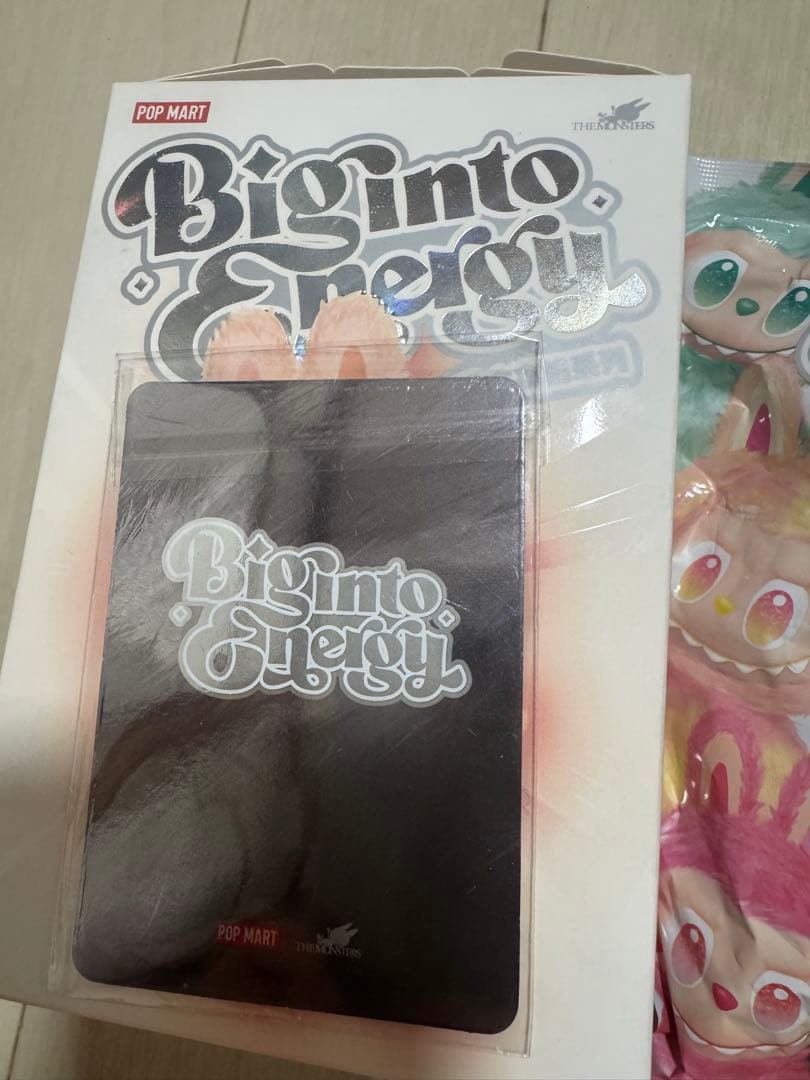 POP MART
THE MONSTERS
Big into
Energy
Big into
Energy
POP MART
THE MONSTERS